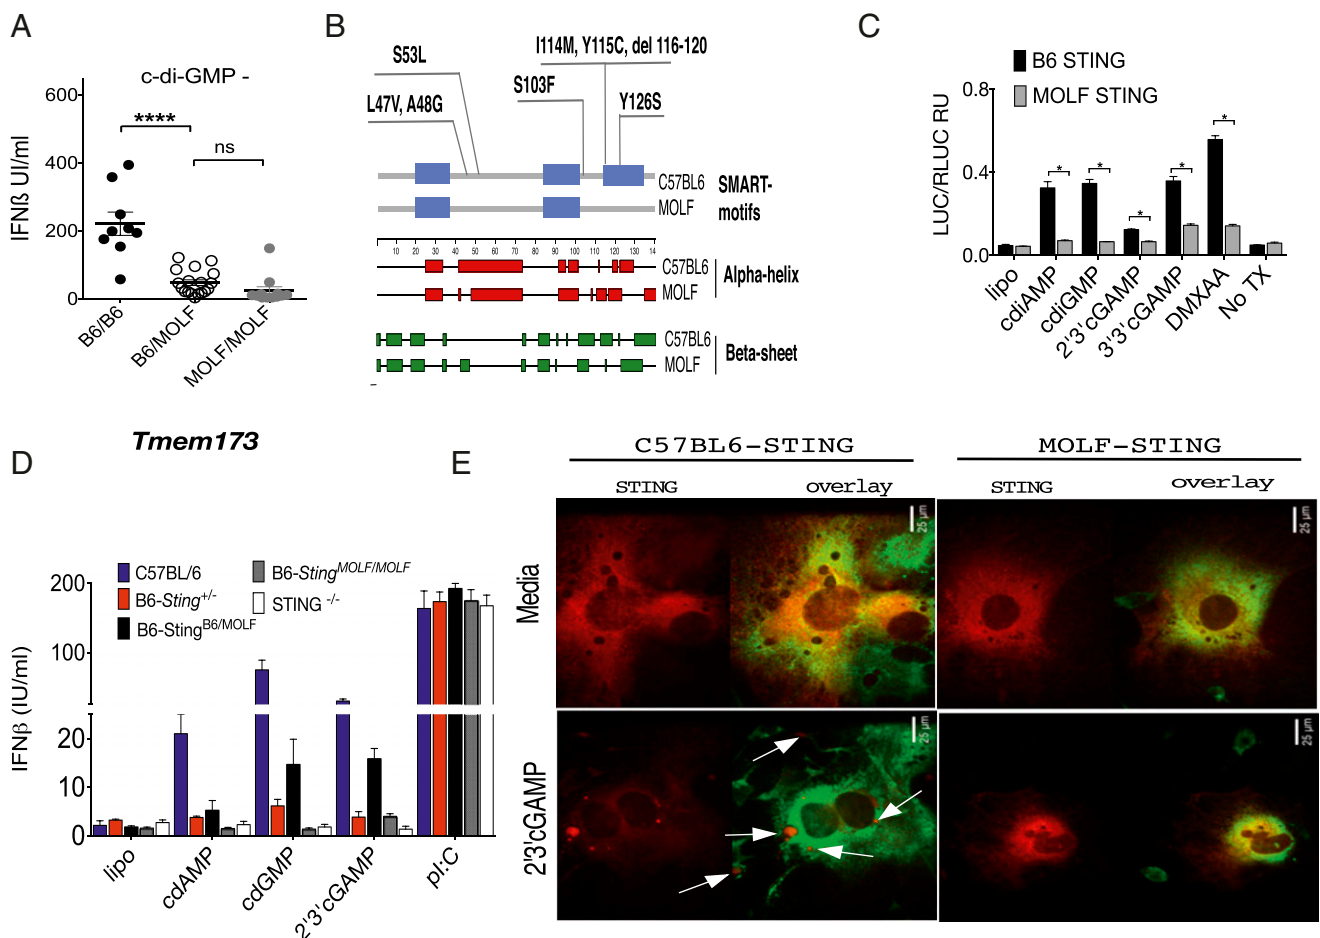 A
c-di-GMP -
****
ns
600
400
200
0
IFNß UI/ml
B6/B6
B6/MOLF
MOLF/MOLF
B
S53L
L47V, A48G
I114M, Y115C, del 116-120
S103F
Y126S
C57BL6
MOLF
SMART-
motifs
10 20 30 40 50 60 70 80 90 100 110 120 130 14
C57BL6
MOLF
Alpha-helix
C57BL6
MOLF
Beta-sheet
C
B6 STING
MOLF STING
0.8
0.4
0.0
LUC/RLUC RU
* * * * *
lipo
cdiAMP
cdiGMP
2'3'cGAMP
3'3'cGAMP
DMXAA
No TX
Tmem173
D
C57BL/6
B6-Sting+/-
B6-StingB6/MOLF
B6-StingMOLF/MOLF
STING -/-
200
100
20
10
0
IFNβ (IU/ml)
lipo
cdAMP
cdGMP
2'3'cGAMP
pI:C
E
C57BL6-STING
MOLF-STING
STING
overlay
STING
overlay
Media
2'3'cGAMP
25 µm
25 µm
25 µm
25 µm